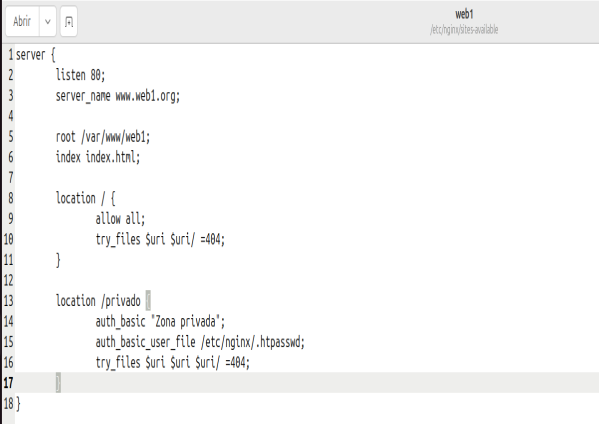 Abrir
web1
/etc/nginx/sites-available
1 server {
2 listen 80;
3 server_name www.web1.org;
4
5 root /var/www/web1;
6 index index.html;
7
8 location / {
9 allow all;
10 try_files $uri $uri/ =404;
11 }
12
13 location /privado {
14 auth_basic "Zona privada";
15 auth_basic_user_file /etc/nginx/.htpasswd;
16 try_files $uri $uri $uri/ =404;
17 }
18 }